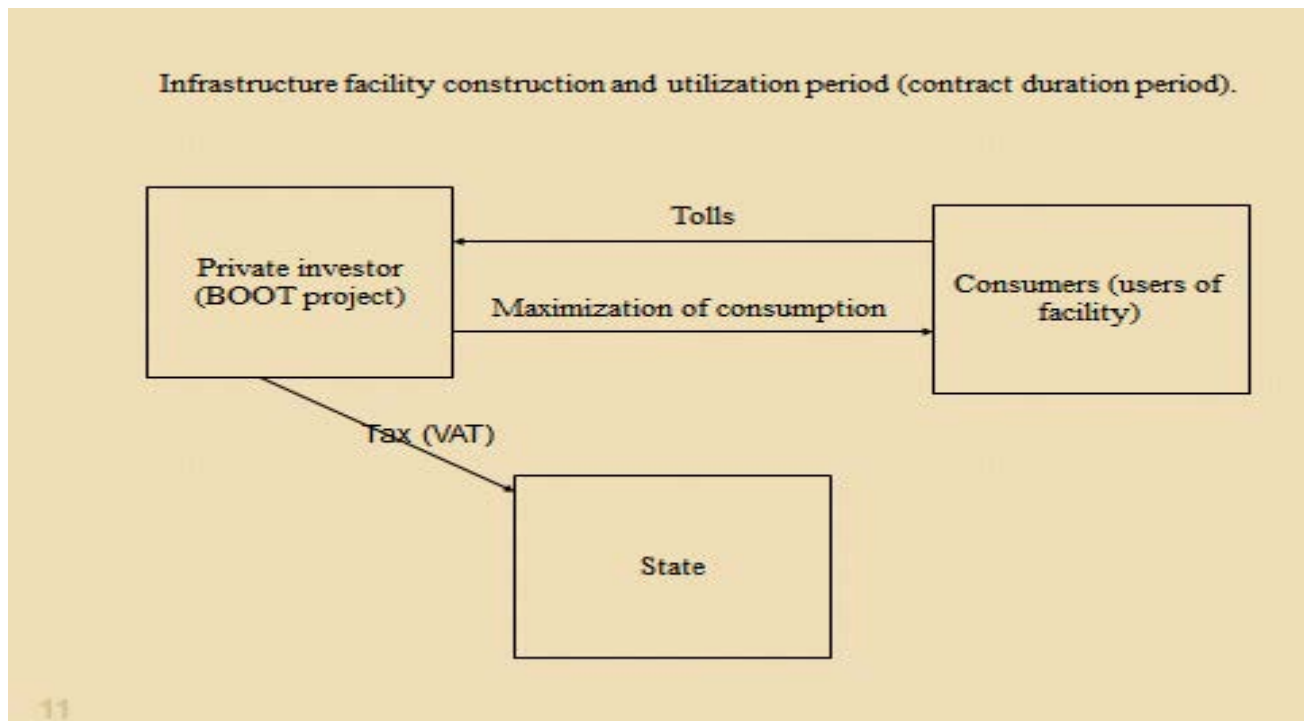 Infrastructure facility construction and utilization period (contract duration period).
Tolls
Private investor
(BOOT project)
Consumers (users of
facility)
Maximization of consumption
Tax (VAT)
State
11